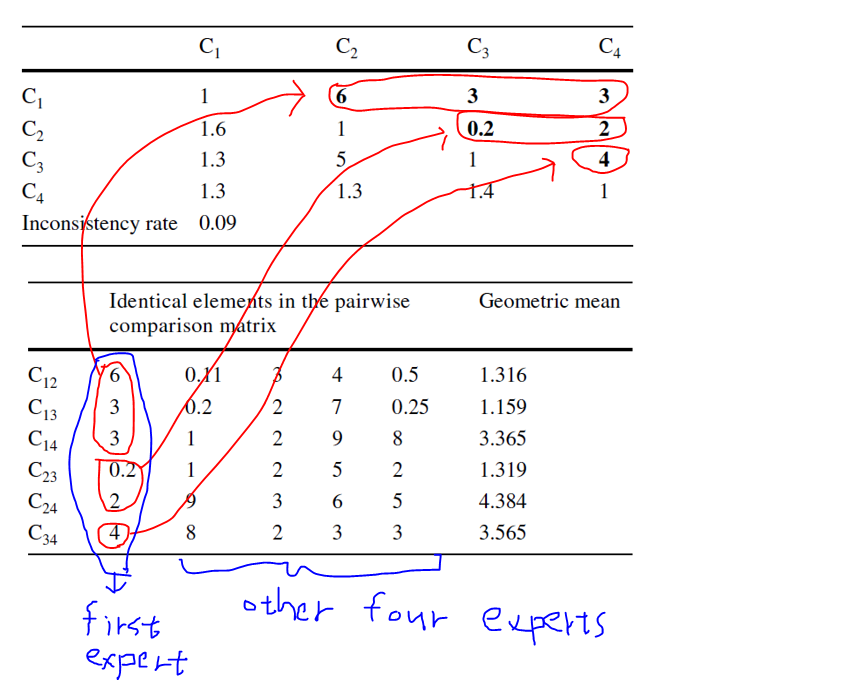 C1 C2 C3 C4
C1 1 6 3 3
C2 1.6 1 0.2 2
C3 1.3 5 1 4
C4 1.3 1.3 1.4 1
Inconsistency rate 0.09
Identical elements in the pairwise Geometric mean
comparison matrix
C12 6 0.11 3 4 0.5 1.316
C13 3 0.2 2 7 0.25 1.159
C14 3 1 2 9 8 3.365
C23 0.2 1 2 5 2 1.319
C24 2 9 3 6 5 4.384
C34 4 8 2 3 3 3.565
first
expert
other four experts